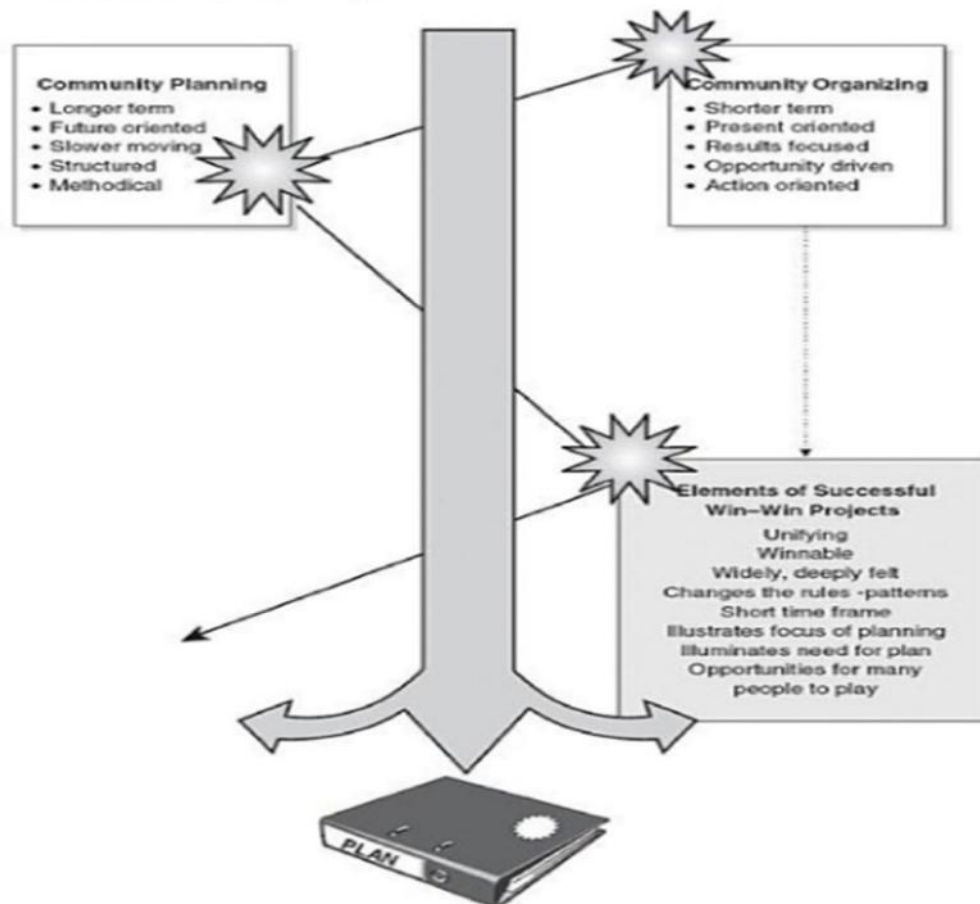 Community Planning
• Longer term
• Future oriented
• Slower moving
• Structured
• Methodical
Community Organizing
• Shorter term
• Present oriented
• Results focused
• Opportunity driven
• Action oriented
Elements of Successful
Win–Win Projects
Unifying
Winnable
Widely, deeply felt
Changes the rules -patterns
Short time frame
Illustrates focus of planning
Illuminates need for plan
Opportunities for many
people to play
PLAN